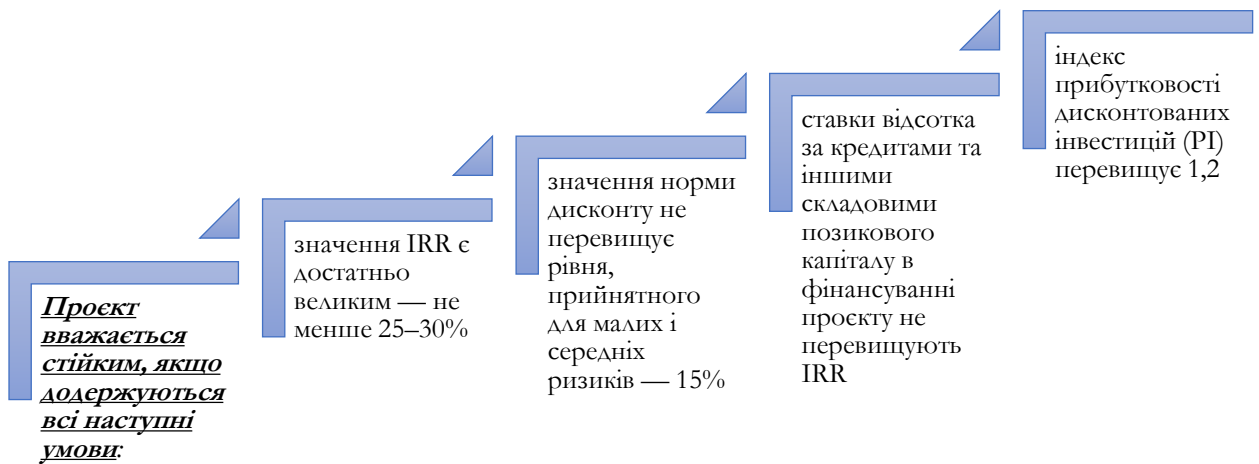 Проєкт
вважається
стійким, якщо
додержуються
всі наступні
умови:
значення IRR є
достатньо
великим — не
менше 25–30%
значення норми
дисконту не
перевищує
рівня,
прийнятного
для малих і
середніх
ризиків — 15%
ставки відсотка
за кредитами та
іншими
складовими
позикового
капіталу в
фінансуванні
проєкту не
перевищують
IRR
індекс
прибутковості
дисконтованих
інвестицій (PI)
перевищує 1,2